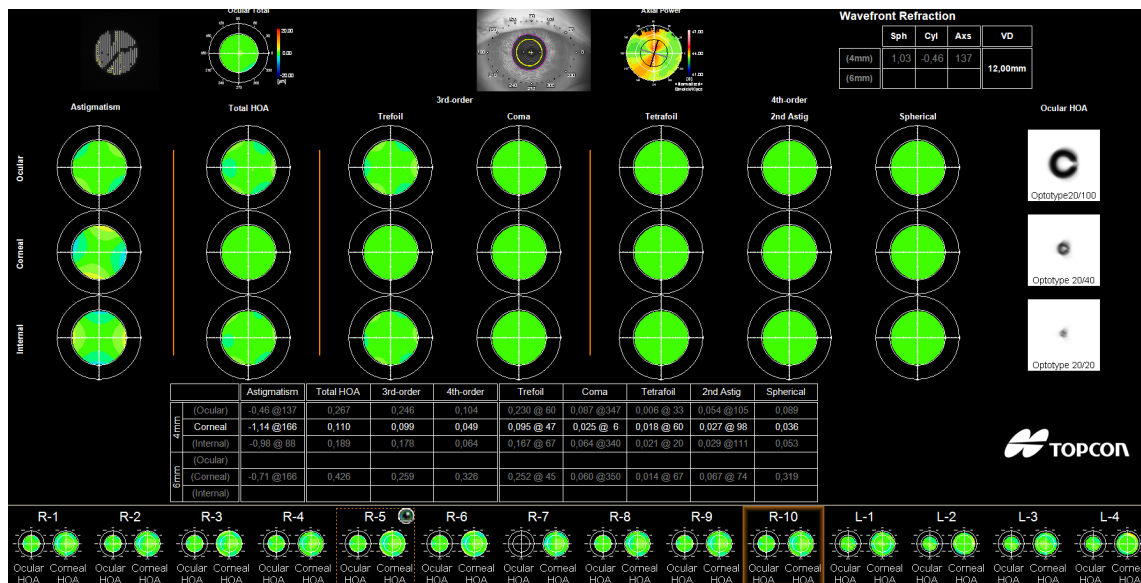 Ocular Total
20.00
0.00
-20.00
[µm]
Axial Power
Wavefront Refraction
Sph Cyl Axs VD
(4mm) 1,03 -0,46 137 12,00mm
(6mm)
3rd-order 4th-order
Astigmatism Total HOA Trefoil Coma Tetrafoil 2nd Astig Spherical Ocular HOA
Ocular
Optotype20/100
Corneal
Optotype 20/40
Internal
Optotype 20/20
Astigmatism Total HOA 3rd-order 4th-order Trefoil Coma Tetrafoil 2nd Astig Spherical
4mm
(Ocular) -0,46 @137 0,267 0,246 0,104 0,230 @ 60 0,087 @347 0,006 @ 33 0,054 @105 0,089
Corneal -1,14 @166 0,110 0,099 0,049 0,095 @ 47 0,025 @ 6 0,018 @ 60 0,027 @ 98 0,036
(Internal) -0,98 @ 88 0,189 0,178 0,064 0,167 @ 67 0,064 @340 0,021 @ 20 0,029 @111 0,053
6mm
(Ocular)
(Corneal) -0,71 @166 0,426 0,259 0,326 0,252 @ 45 0,060 @350 0,014 @ 67 0,067 @ 74 0,319
(Internal)
TOPCON
R-1 R-2 R-3 R-4 R-5 R-6 R-7 R-8 R-9 R-10 L-1 L-2 L-3 L-4
Ocular Corneal Ocular Corneal Ocular Corneal Ocular Corneal Ocular Corneal Ocular Corneal Ocular Corneal Ocular Corneal Ocular Corneal Ocular Corneal Ocular Corneal Ocular Corneal Ocular Corneal Ocular Corneal
HOA HOA HOA HOA HOA HOA HOA HOA HOA HOA HOA HOA HOA HOA HOA HOA HOA HOA HOA HOA HOA HOA HOA HOA HOA HOA HOA HOA